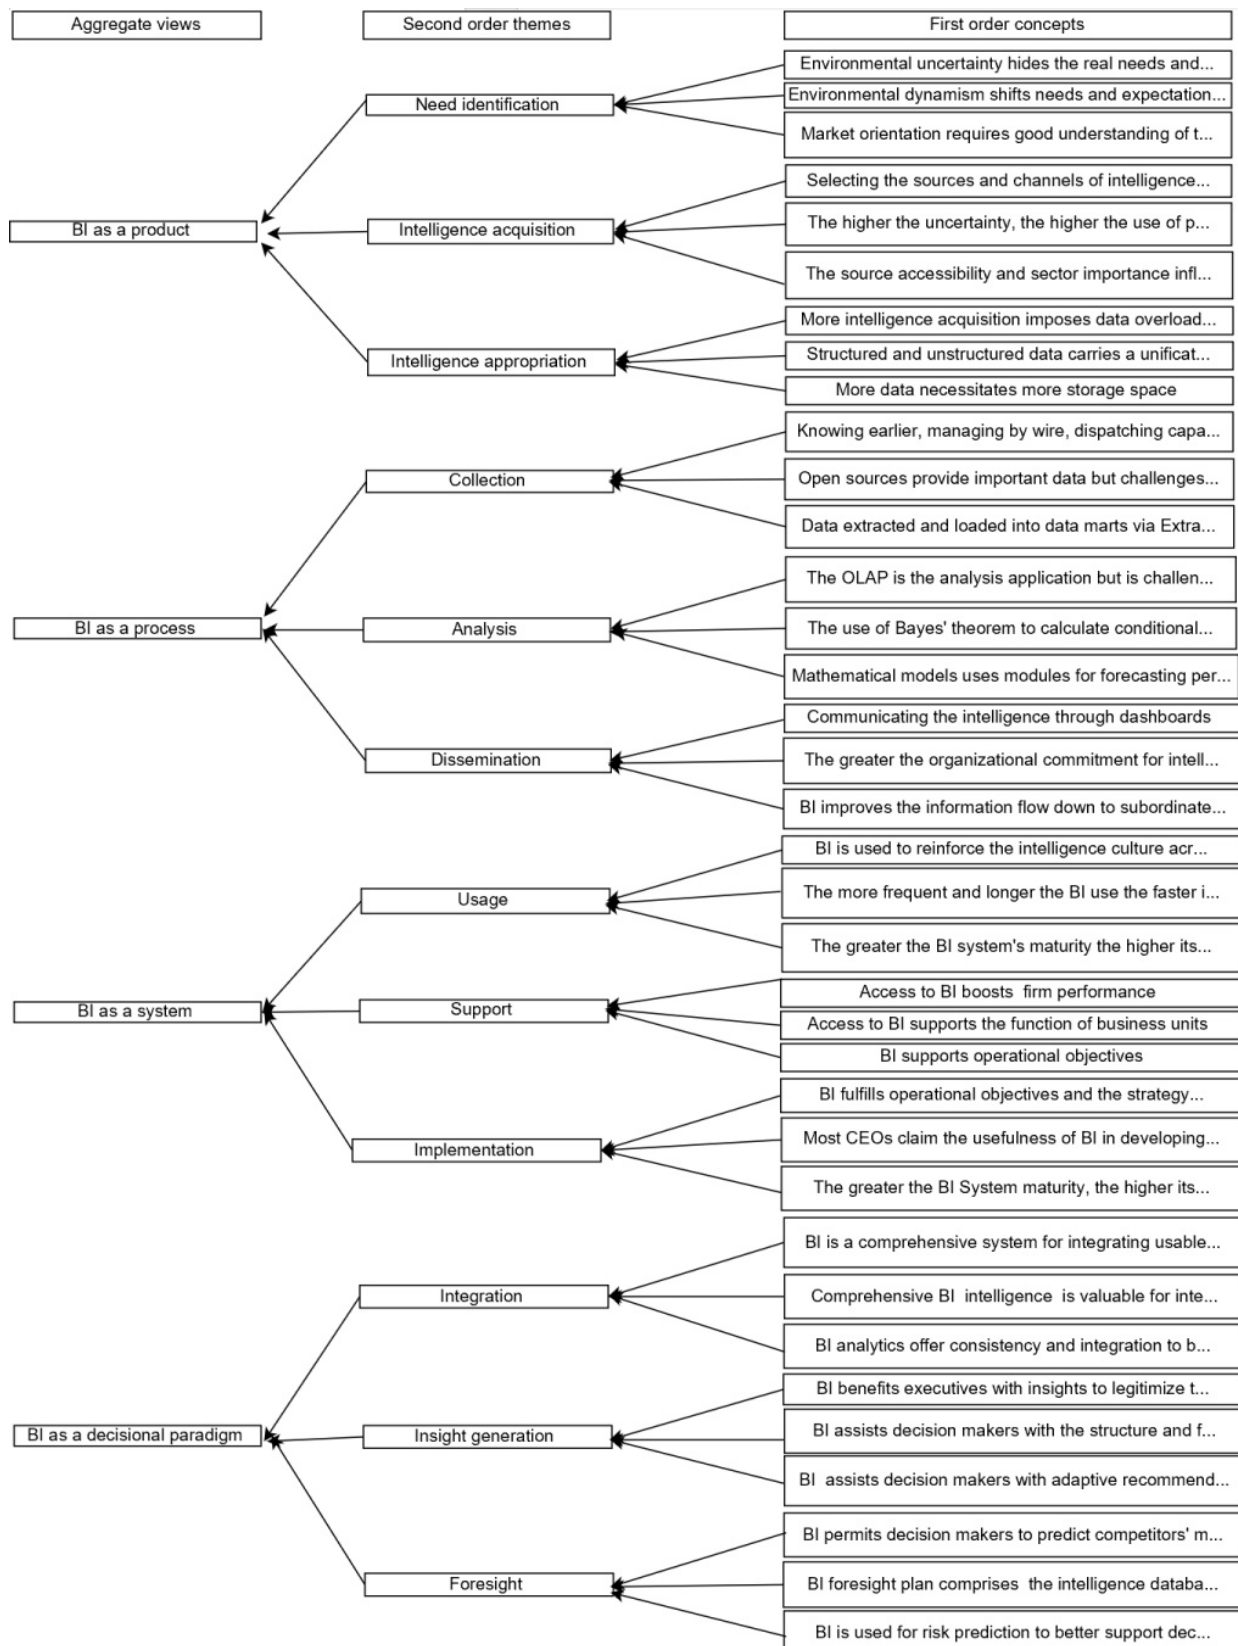 Aggregate views
Second order themes
First order concepts
BI as a product
Need identification
Environmental uncertainty hides the real needs and...
Environmental dynamism shifts needs and expectation...
Market orientation requires good understanding of t...
Intelligence acquisition
Selecting the sources and channels of intelligence...
The higher the uncertainty, the higher the use of p...
The source accessibility and sector importance infl...
Intelligence appropriation
More intelligence acquisition imposes data overload...
Structured and unstructured data carries a unificat...
More data necessitates more storage space
BI as a process
Collection
Knowing earlier, managing by wire, dispatching capa...
Open sources provide important data but challenges...
Data extracted and loaded into data marts via Extra...
Analysis
The OLAP is the analysis application but is challen...
The use of Bayes' theorem to calculate conditional...
Mathematical models uses modules for forecasting per...
Dissemination
Communicating the intelligence through dashboards
The greater the organizational commitment for intell...
BI improves the information flow down to subordinate...
BI as a system
Usage
BI is used to reinforce the intelligence culture acr...
The more frequent and longer the BI use the faster i...
The greater the BI system's maturity the higher its...
Support
Access to BI boosts firm performance
Access to BI supports the function of business units
BI supports operational objectives
Implementation
BI fulfills operational objectives and the strategy...
Most CEOs claim the usefulness of BI in developing...
The greater the BI System maturity, the higher its...
BI as a decisional paradigm
Integration
BI is a comprehensive system for integrating usable...
Comprehensive BI intelligence is valuable for inte...
BI analytics offer consistency and integration to b...
Insight generation
BI benefits executives with insights to legitimize t...
BI assists decision makers with the structure and f...
BI assists decision makers with adaptive recommend...
Foresight
BI permits decision makers to predict competitors' m...
BI foresight plan comprises the intelligence databa...
BI is used for risk prediction to better support dec...